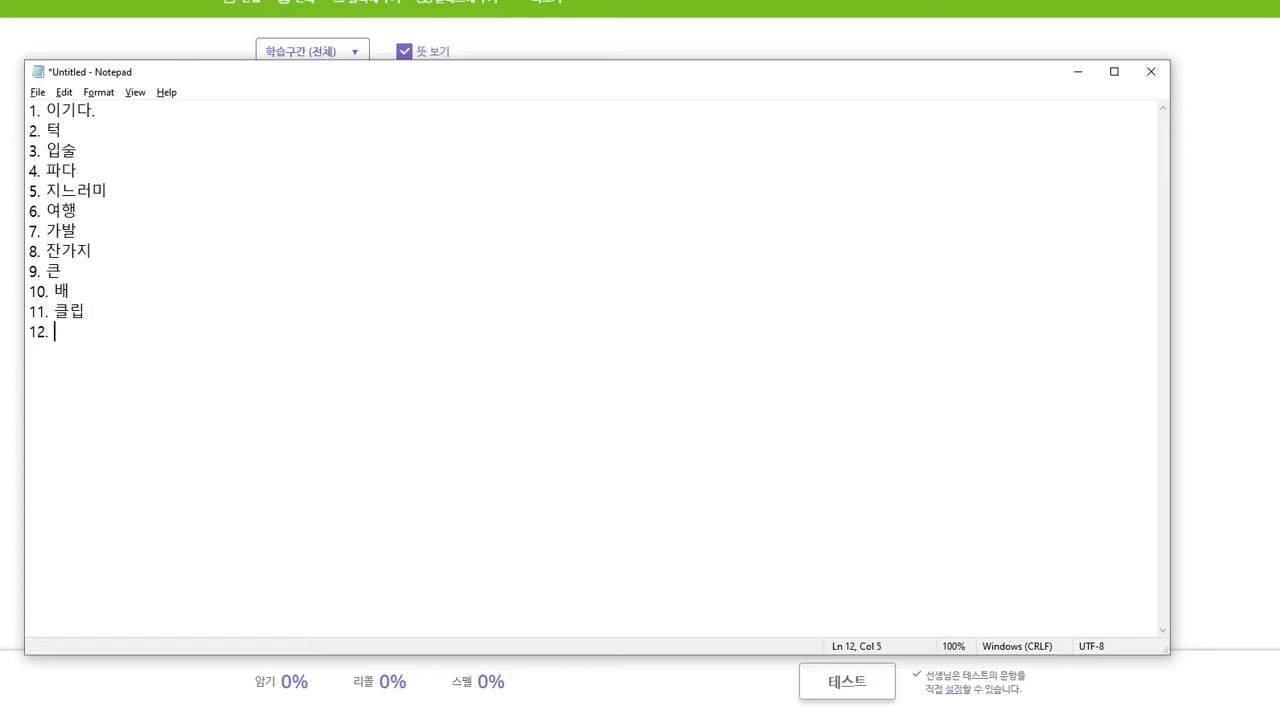 학습구간 (전체) ▼
뜻 보기
*Untitled - Notepad
File Edit Format View Help
1. 이기다.
2. 턱
3. 입술
4. 파다
5. 지느러미
6. 여행
7. 가발
8. 잔가지
9. 큰
10. 배
11. 클립
12.
Ln 12, Col 5 100% Windows (CRLF) UTF-8
암기 0% 리콜 0% 스펠 0%
테스트
선생님은 테스트의 문항을
직접 설정할 수 있습니다.